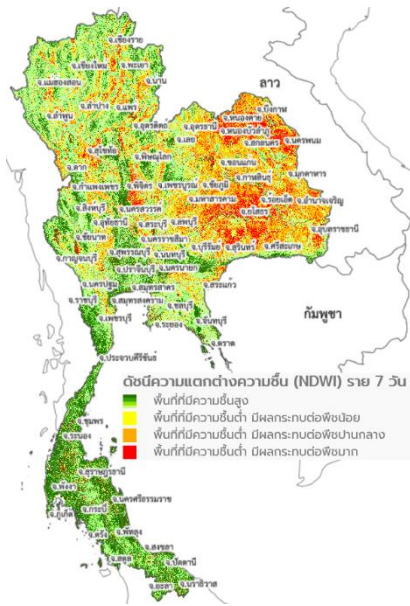 จ.เชียงราย
จ.เชียงใหม่
จ.พะเยา
จ.แม่ฮ่องสอน
จ.น่าน
ลาว
จ.ลำปาง
จ.แพร่
จ.ลำพูน
จ.อุตรดิตถ์
จ.บึงกาฬ
จ.หนองคาย
จ.อุดรธานี
จ.หนองบัวลำภู
จ.เลย
จ.สกลนคร
จ.นครพนม
จ.สุโขทัย
จ.พิษณุโลก
จ.ตาก
จ.ขอนแก่น
จ.มุกดาหาร
จ.กำแพงเพชร
จ.พิจิตร
จ.เพชรบูรณ์
จ.ชัยภูมิ
จ.กาฬสินธุ์
จ.มหาสารคาม
จ.ร้อยเอ็ด
จ.อำนาจเจริญ
จ.สิงห์บุรี
จ.นครสวรรค์
จ.ยโสธร
จ.อุทัยธานี
จ.สระบุรี
จ.ลพบุรี
จ.อุบลราชธานี
จ.ชัยนาท
จ.นครราชสีมา
จ.บุรีรัมย์
จ.สุรินทร์
จ.ศรีสะเกษ
จ.สุพรรณบุรี
จ.นนทบุรี
จ.กาญจนบุรี
จ.ปราจีนบุรี
จ.นครนายก
จ.นครปฐม
จ.สมุทรสาคร
จ.สระแก้ว
จ.ราชบุรี
จ.สมุทรสงคราม
จ.ชลบุรี
กัมพูชา
จ.เพชรบุรี
จ.ระยอง
จ.จันทบุรี
จ.ตราด
จ.ประจวบคีรีขันธ์
ดัชนีความแตกต่างความชื้น (NDWI) ราย 7 วัน
พื้นที่ที่มีความชื้นสูง
พื้นที่ที่มีความชื้นต่ำ มีผลกระทบต่อพืชน้อย
พื้นที่ที่มีความชื้นต่ำ มีผลกระทบต่อพืชปานกลาง
พื้นที่ที่มีความชื้นต่ำ มีผลกระทบต่อพืชมาก
จ.ชุมพร
จ.ระนอง
จ.สุราษฎร์ธานี
จ.พังงา
จ.นครศรีธรรมราช
จ.กระบี่
จ.ภูเก็ต
จ.ตรัง
จ.พัทลุง
จ.สงขลา
จ.สตูล
จ.ปัตตานี
จ.ยะลา
จ.นราธิวาส